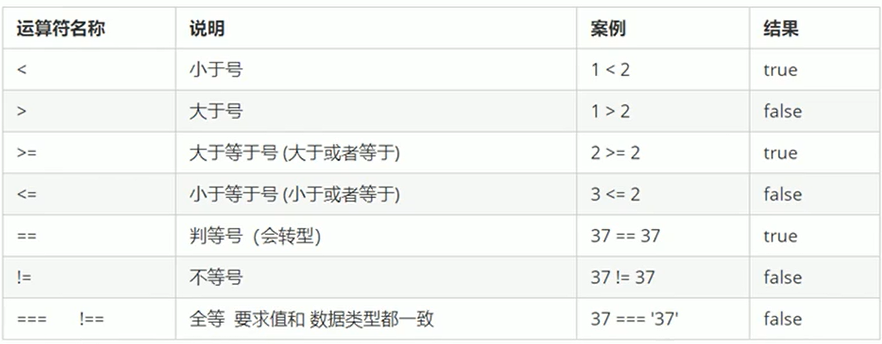 运算符名称 说明 案例 结果
< 小于号 1 < 2 true
> 大于号 1 > 2 false
>= 大于等于号 (大于或者等于) 2 >= 2 true
<= 小于等于号 (小于或者等于) 3 <= 2 false
== 判等号（会转型） 37 == 37 true
!= 不等号 37 != 37 false
=== !== 全等 要求值和 数据类型都一致 37 === '37' false